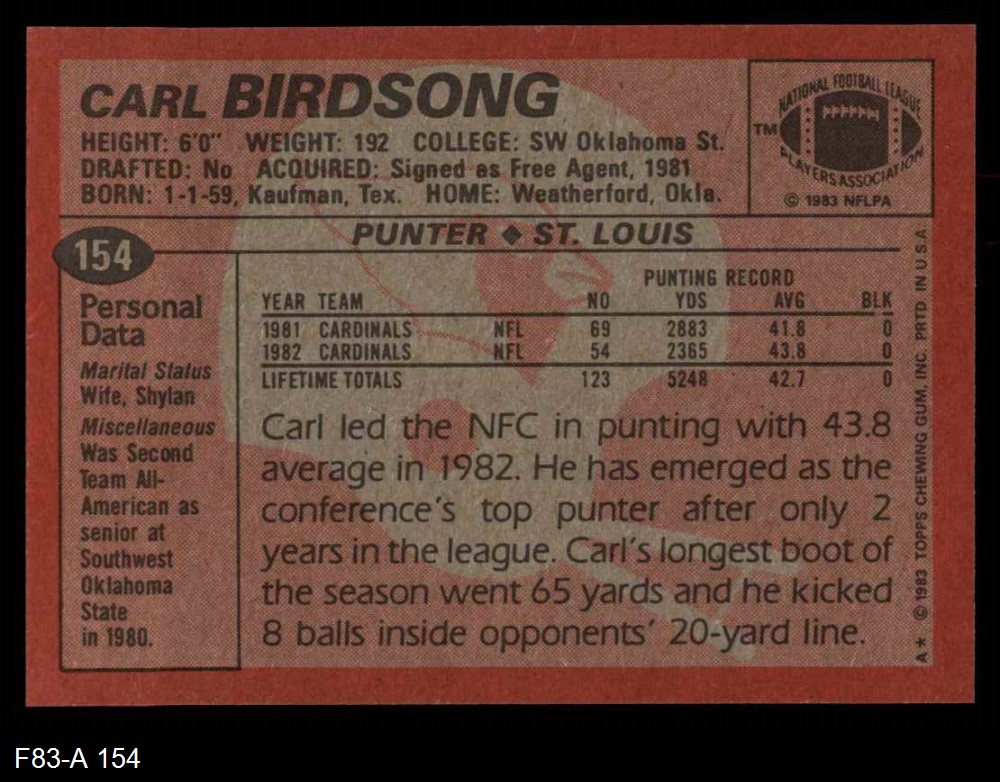 CARL BIRDSONG
HEIGHT: 6'0" WEIGHT: 192 COLLEGE: SW Oklahoma St.
DRAFTED: No ACQUIRED: Signed as Free Agent, 1981
BORN: 1-1-59, Kaufman, Tex. HOME: Weatherford, Okla.
NATIONAL FOOTBALL LEAGUE
TM
PLAYERS ASSOCIATION
© 1983 NFLPA
154
PUNTER ◆ ST. LOUIS
Personal
Data
Marital Status
Wife, Shylan
Miscellaneous
Was Second
Team All-
American as
senior at
Southwest
Oklahoma
State
in 1980.
PUNTING RECORD
YEAR TEAM NO YDS AVG BLK
1981 CARDINALS NFL 69 2883 41.8 0
1982 CARDINALS NFL 54 2365 43.8 0
LIFETIME TOTALS 123 5248 42.7 0
Carl led the NFC in punting with 43.8
average in 1982. He has emerged as the
conference's top punter after only 2
years in the league. Carl's longest boot of
the season went 65 yards and he kicked
8 balls inside opponents' 20-yard line.
A★ © 1983 TOPPS CHEWING GUM, INC. PRTD IN U.S.A
F83-A 154